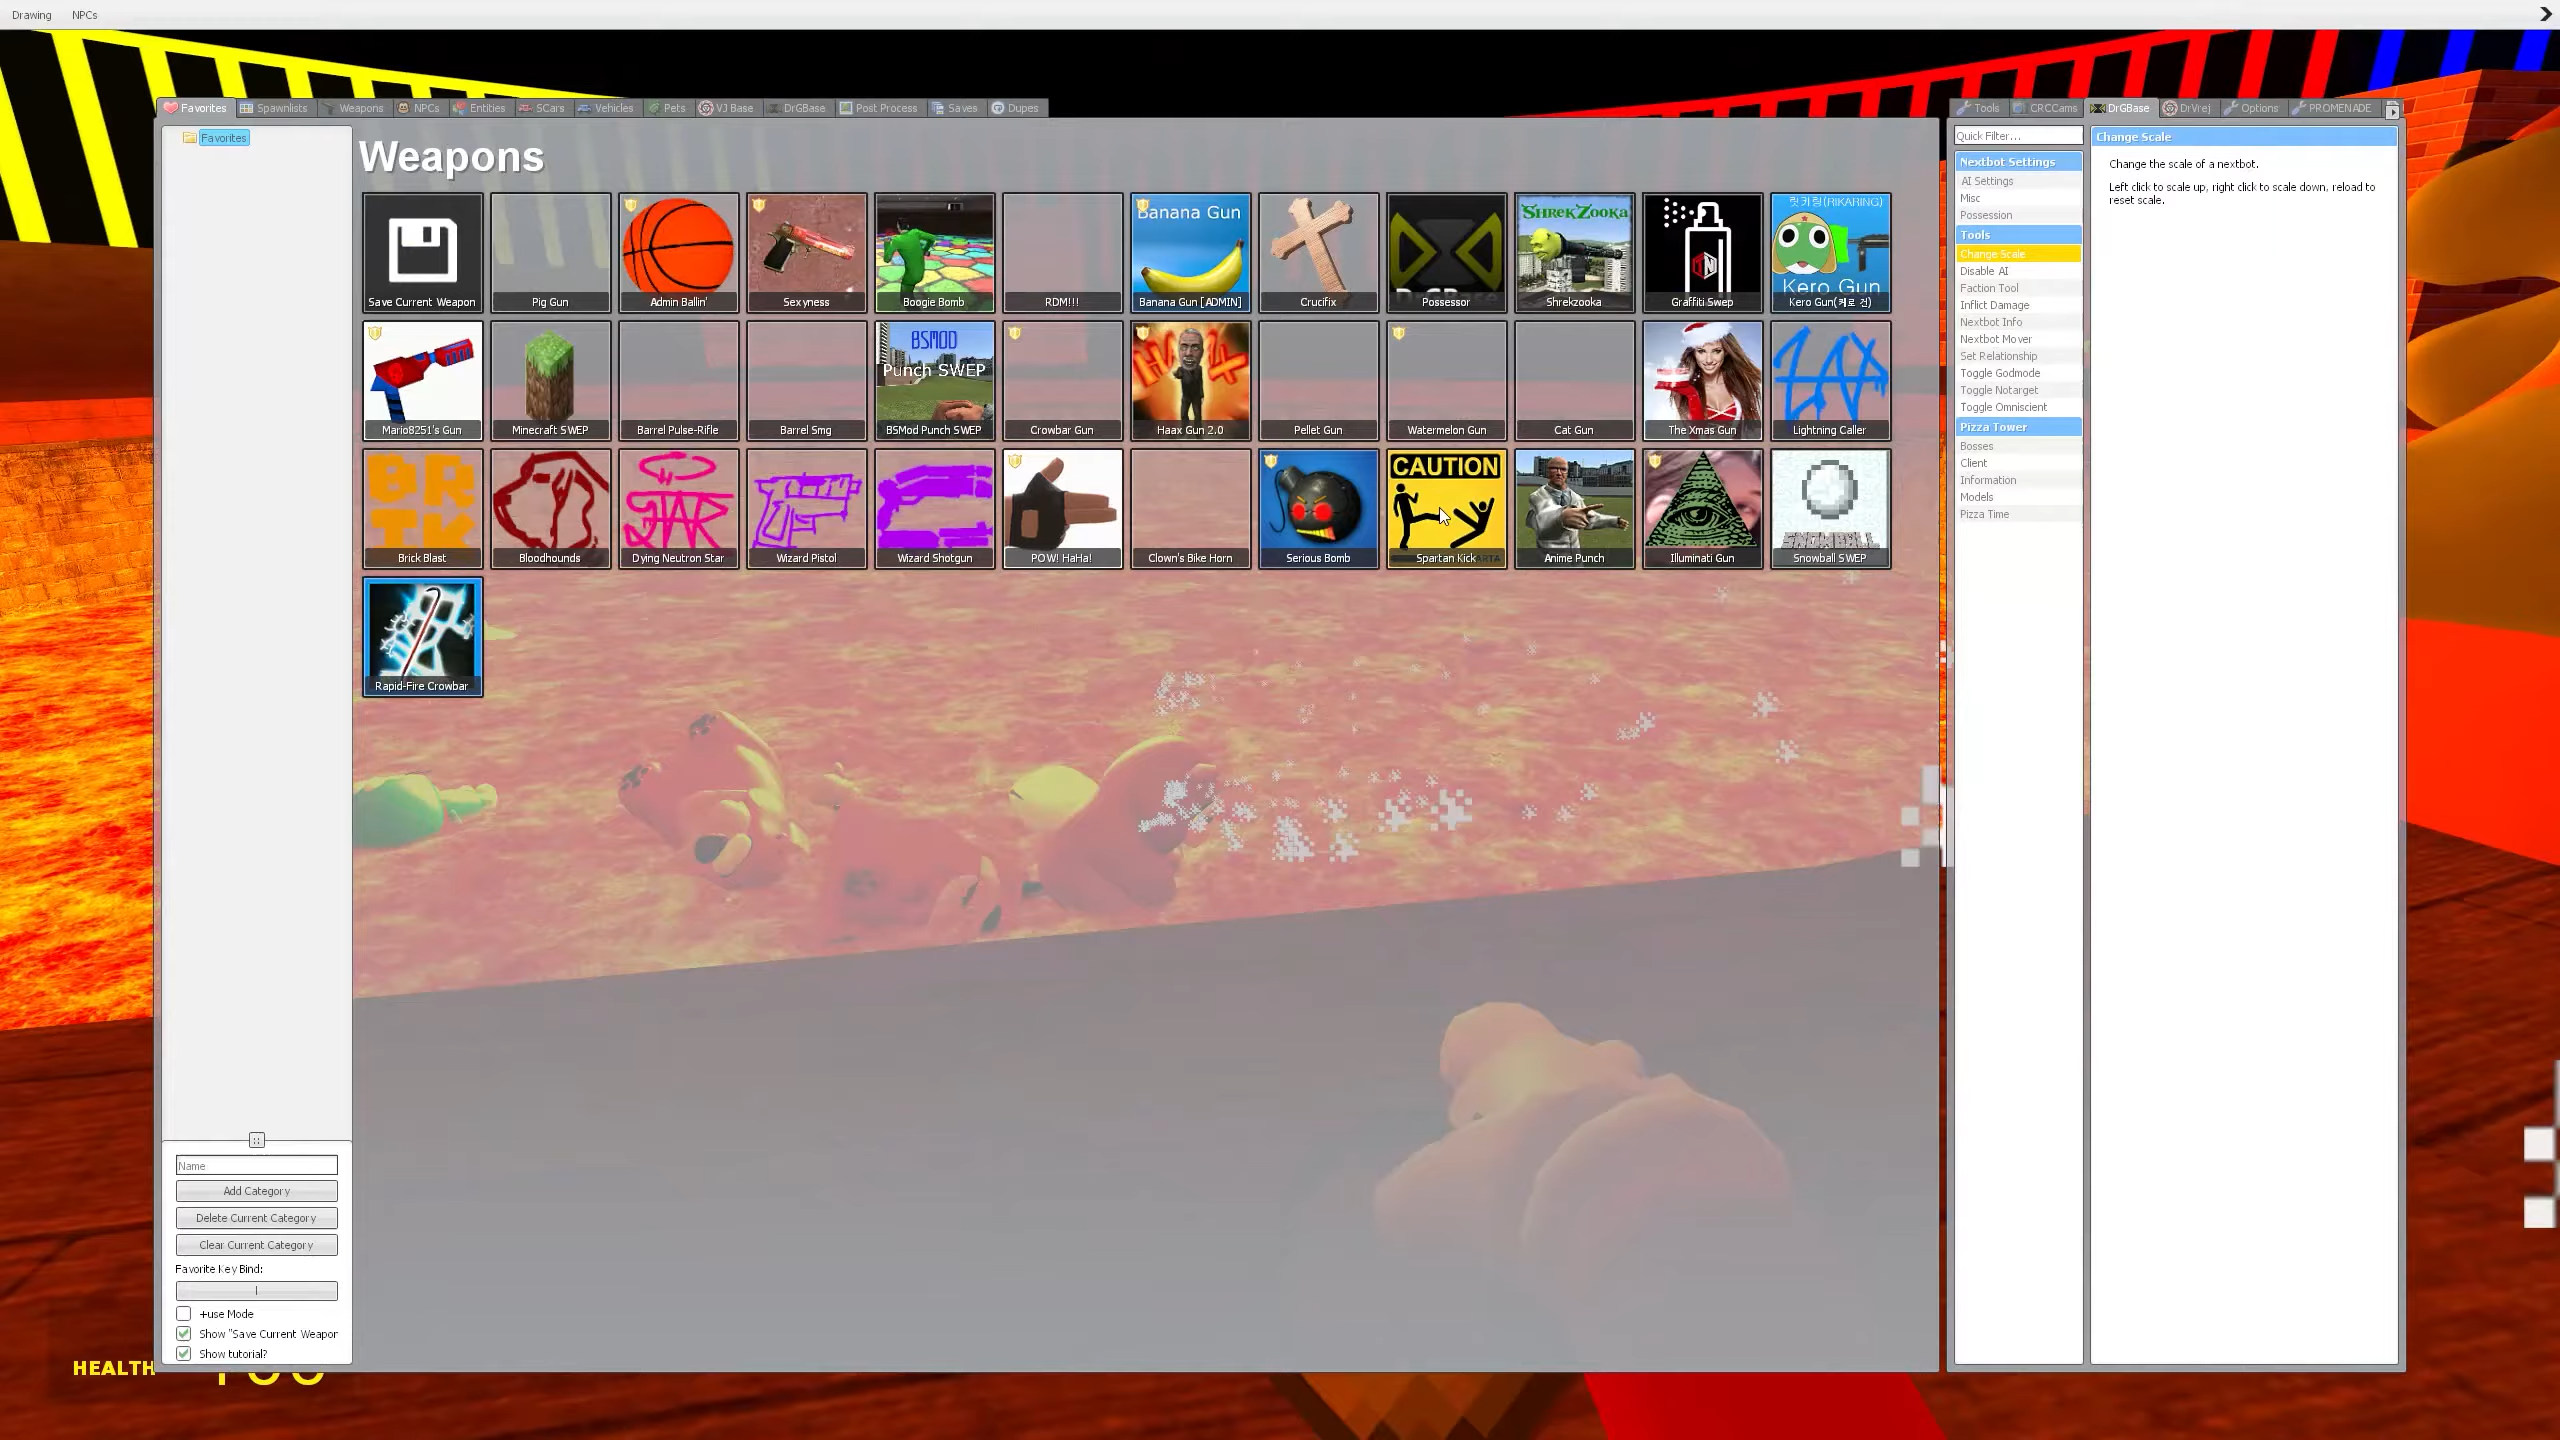 Drawing NPCs
Favorites Spawnlists Weapons NPCs Entities SCars Vehicles Pets VJ Base DrGBase Post Process Saves Dupes
Tools CRCCams DrGBase DrVrej Options PROMENADE
Favorites
Weapons
Save Current Weapon
Pig Gun
Admin Ballin'
Sexyness
Boogie Bomb
RDM!!!
Banana Gun
Banana Gun [ADMIN]
Crucifix
Possessor
SHREKZOOKA
Shrekzooka
Graffiti Swep
(RIKARING)
Kero Gun
Kero Gun(케로 건)
Mario8251's Gun
Minecraft SWEP
Barrel Pulse-Rifle
Barrel Smg
BSMOD
Punch SWEP
BSMod Punch SWEP
Crowbar Gun
HAAX
Haax Gun 2.0
Pellet Gun
Watermelon Gun
Cat Gun
The Xmas Gun
Lightning Caller
BRIK
Brick Blast
Bloodhounds
STAR
Dying Neutron Star
Wizard Pistol
Wizard Shotgun
POW! HaHa!
Clown's Bike Horn
Serious Bomb
CAUTION
Spartan Kick
Anime Punch
Illuminati Gun
SNOWBALL
Snowball SWEP
Rapid-Fire Crowbar
Name
Add Category
Delete Current Category
Clear Current Category
Favorite Key Bind:
I
+use Mode
Show "Save Current Weapon
Show tutorial?
HEALTH
Quick Filter...
Nextbot Settings
AI Settings
Misc
Possession
Tools
Change Scale
Disable AI
Faction Tool
Inflict Damage
Nextbot Info
Nextbot Mover
Set Relationship
Toggle Godmode
Toggle Notarget
Toggle Omniscient
Pizza Tower
Bosses
Client
Information
Models
Pizza Time
Change Scale
Change the scale of a nextbot.
Left click to scale up, right click to scale down, reload to
reset scale.